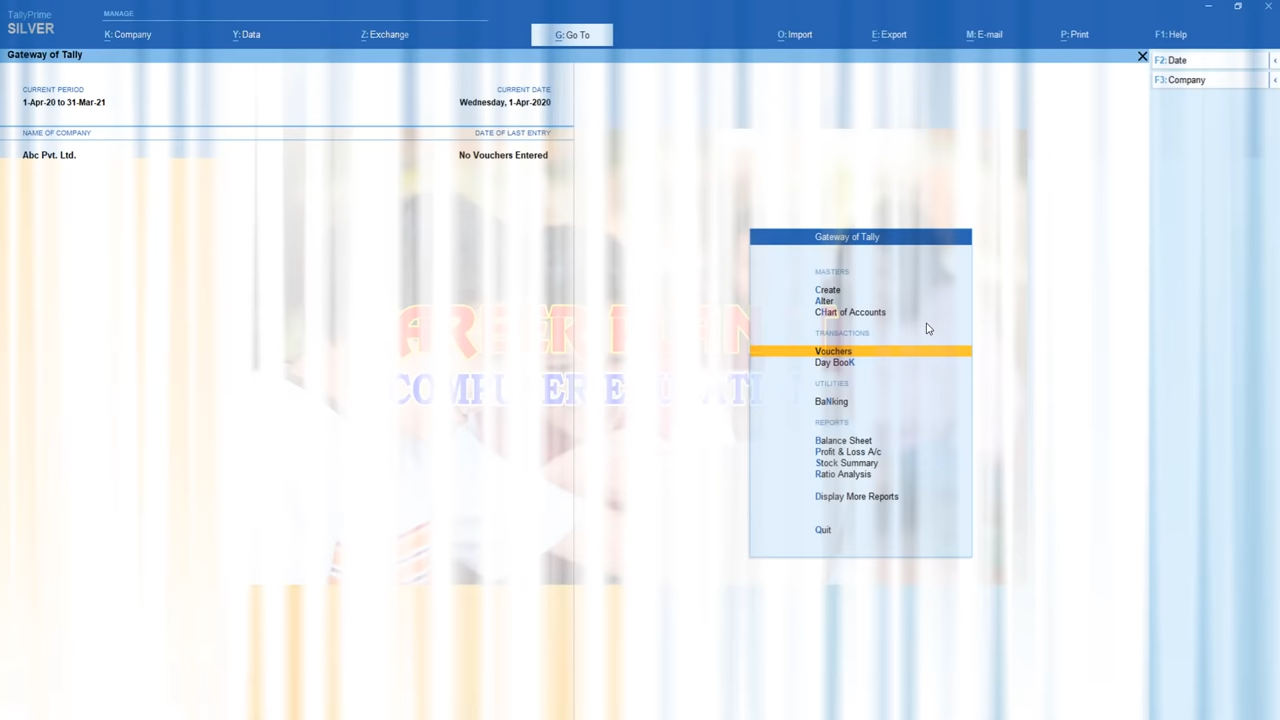 TallyPrime
SILVER
MANAGE
K: Company
Y: Data
Z: Exchange
G: Go To
O: Import
E: Export
M: E-mail
P: Print
F1: Help
Gateway of Tally
F2: Date
F3: Company
CURRENT PERIOD
CURRENT DATE
1-Apr-20 to 31-Mar-21
Wednesday, 1-Apr-2020
NAME OF COMPANY
DATE OF LAST ENTRY
Abc Pvt. Ltd.
No Vouchers Entered
Gateway of Tally
MASTERS
Create
Alter
CHart of Accounts
TRANSACTIONS
Vouchers
Day BooK
UTILITIES
BaNking
REPORTS
Balance Sheet
Profit & Loss A/c
Stock Summary
Ratio Analysis
Display More Reports
Quit
COMPUTER